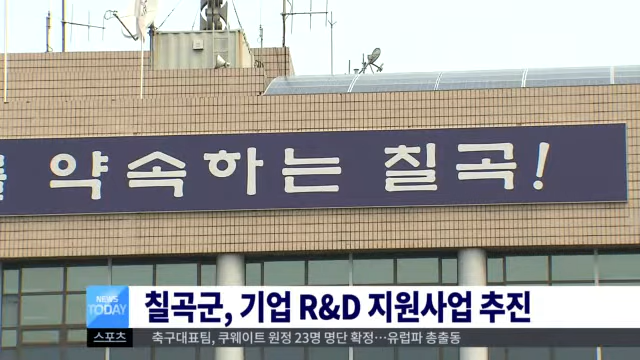 약속하는 칠곡!
NEWS
TODAY
칠곡군, 기업 R&D 지원사업 추진
스포츠
축구대표팀, 쿠웨이트 원정 23명 명단 확정…유럽파 총출동